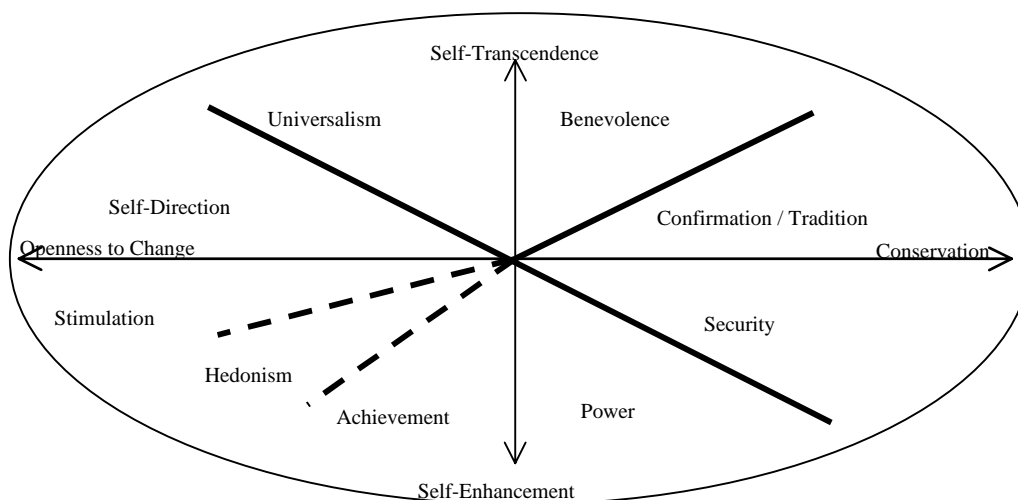 Self-Transcendence
Universalism
Benevolence
Self-Direction
Confirmation / Tradition
Openness to Change
Conservation
Stimulation
Security
Hedonism
Achievement
Power
Self-Enhancement